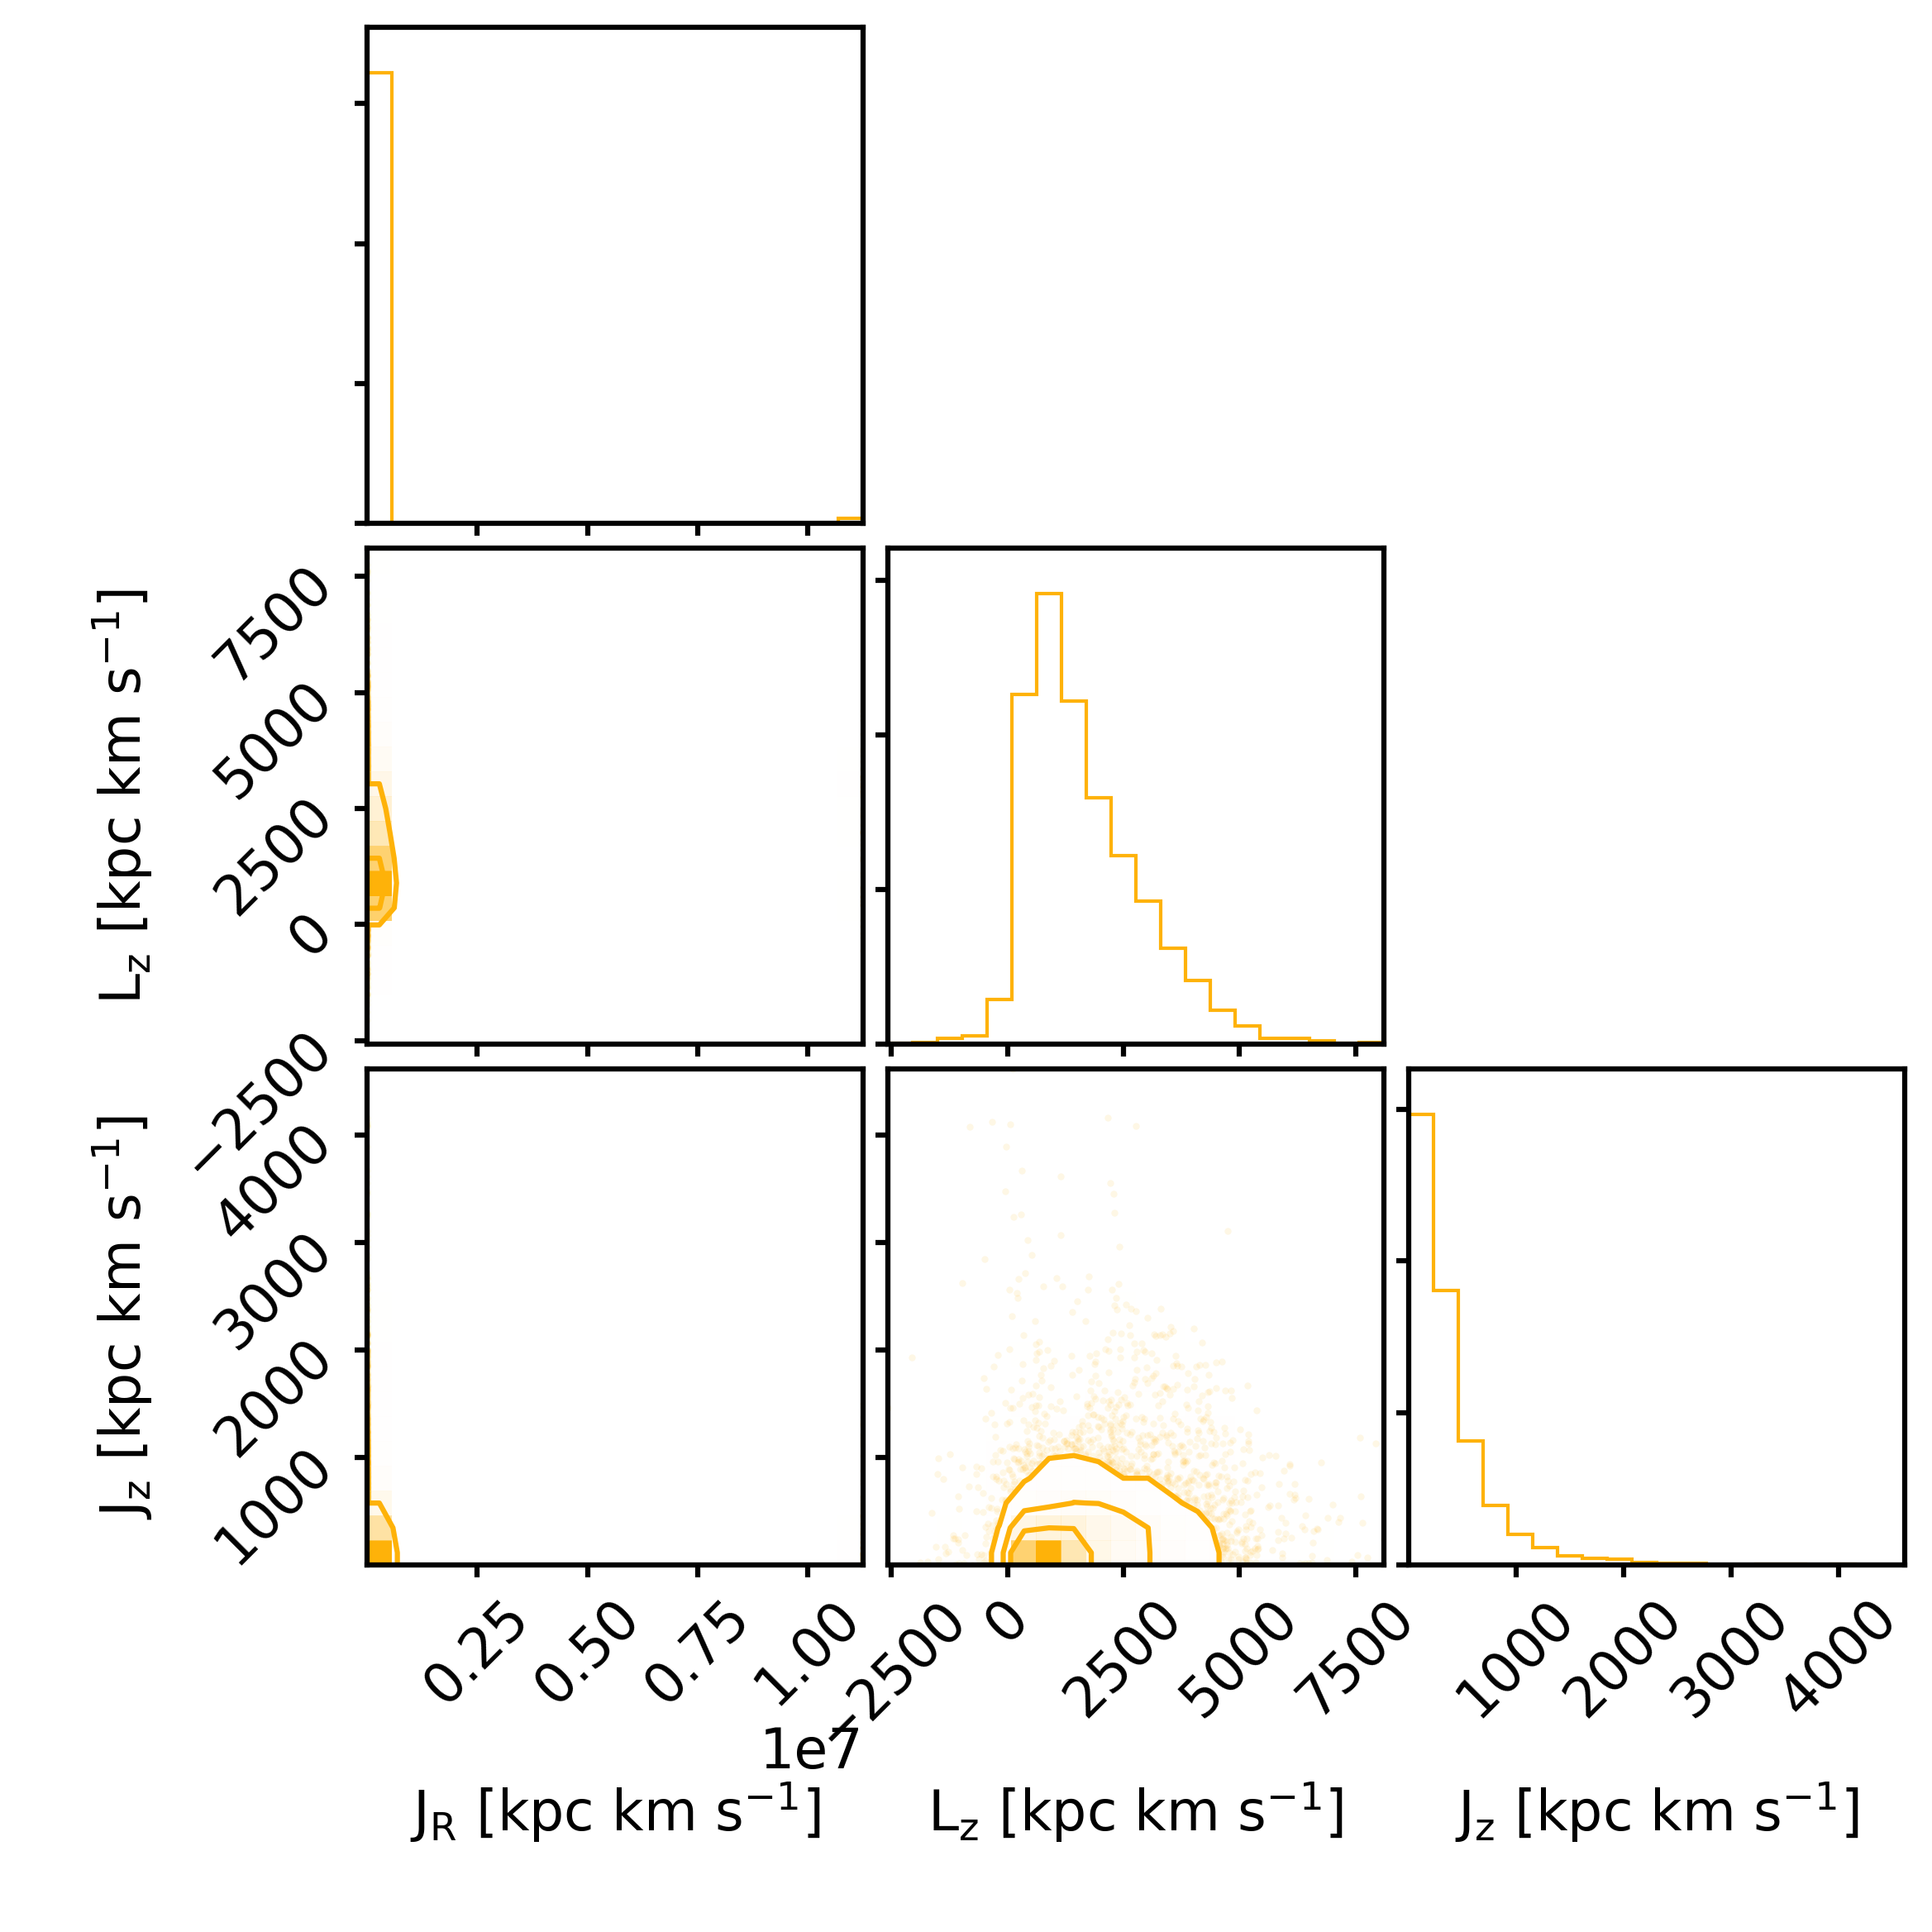 7500
5000
2500
0
−2500
L_z [kpc km s⁻¹]
4000
3000
2000
1000
J_z [kpc km s⁻¹]
0.25 0.50 0.75 1.00
1e7
−2500 0 2500 5000 7500
1000 2000 3000 4000
J_R [kpc km s⁻¹]
L_z [kpc km s⁻¹]
J_z [kpc km s⁻¹]